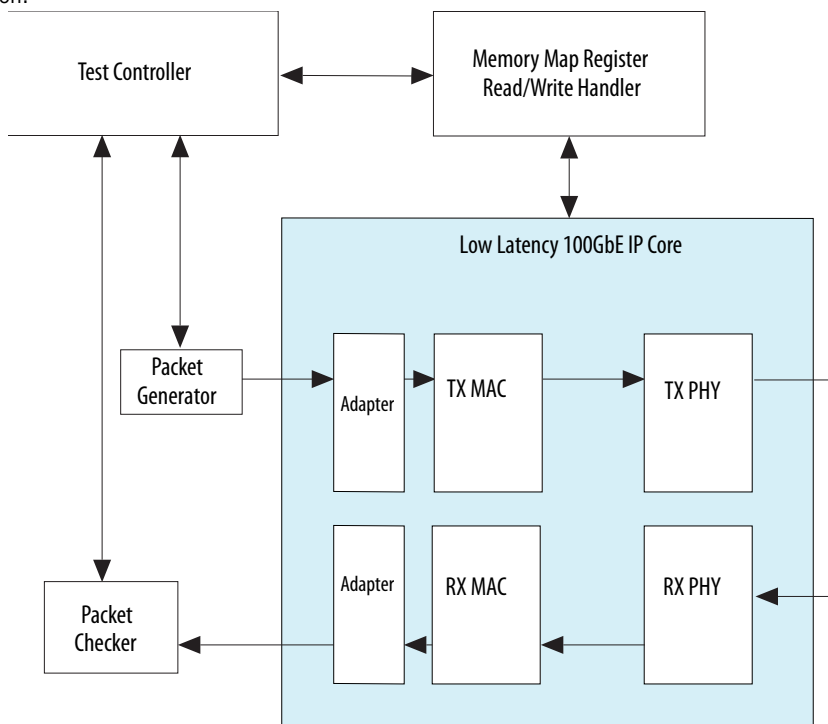 on.
Test Controller
Memory Map Register
Read/Write Handler
Low Latency 100GbE IP Core
Packet
Generator
Adapter
TX MAC
TX PHY
Adapter
RX MAC
RX PHY
Packet
Checker